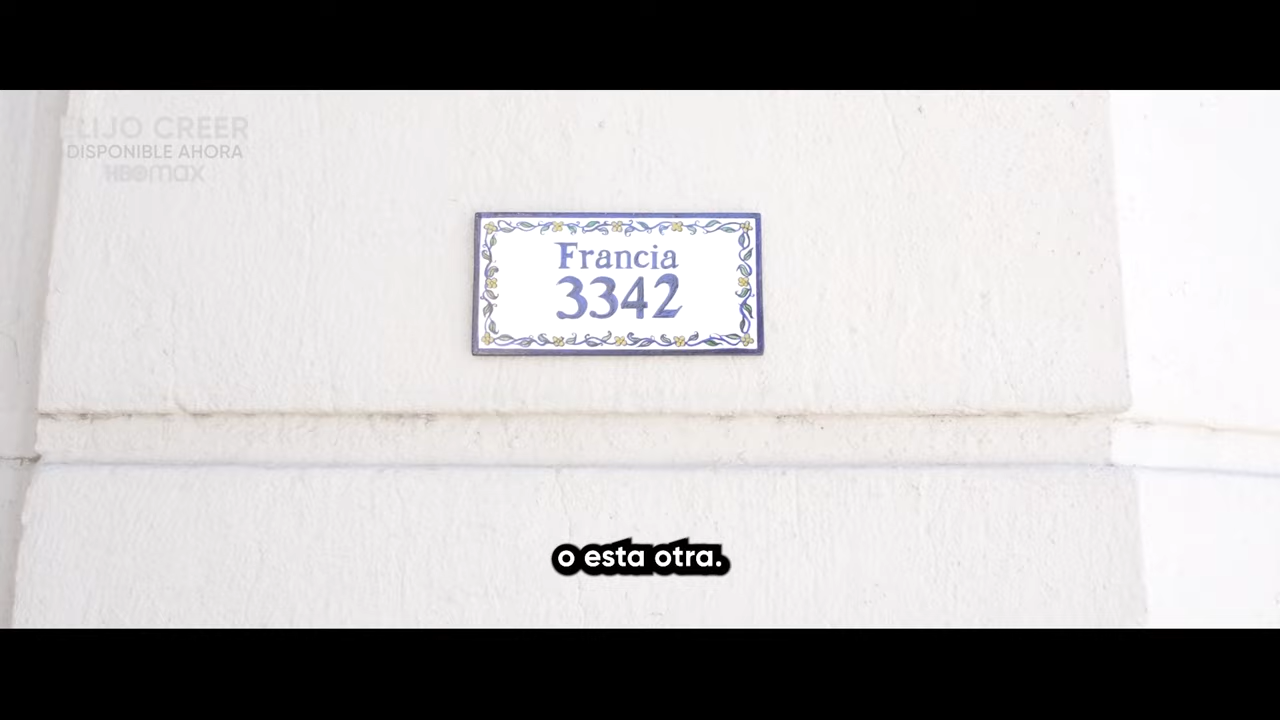 ELIJO CREER
DISPONIBLE AHORA
HBOmax
Francia
3342
o esta otra.